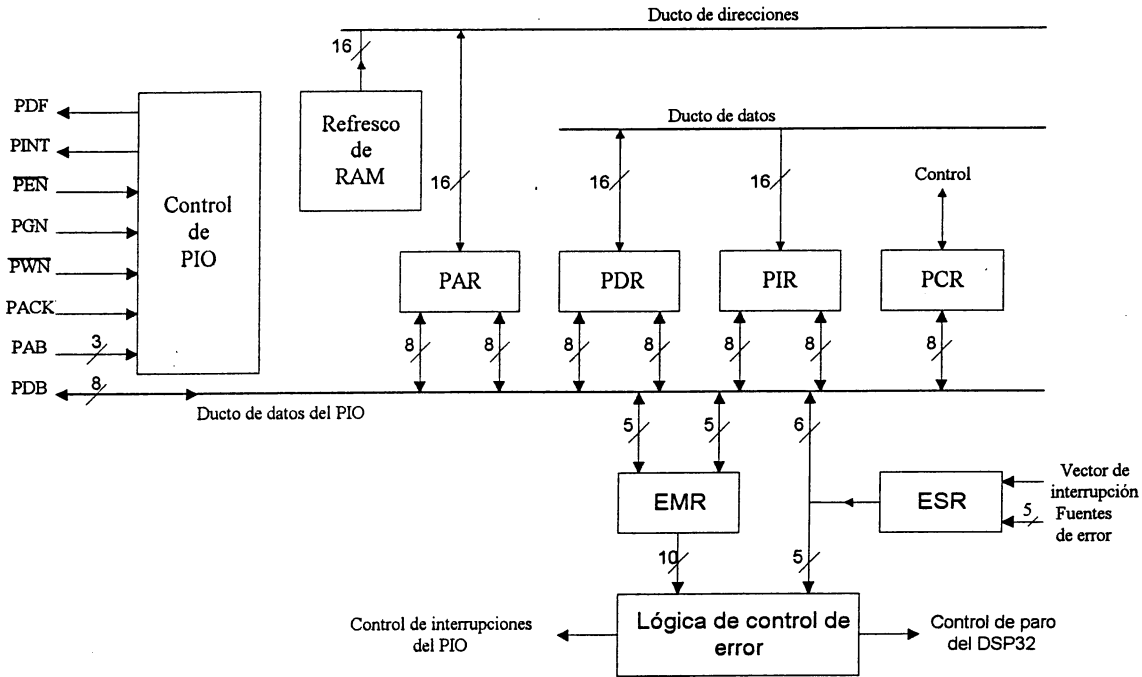 Ducto de direcciones
16
PDF
PINT
PEN
PGN
PWN
PACK
PAB
3
PDB
8
Control
de
PIO
Refresco
de
RAM
16
Ducto de datos
16
16
Control
PAR
PDR
PIR
PCR
8
8
8
8
8
8
8
Ducto de datos del PIO
5
5
6
EMR
ESR
Vector de
interrupción
5
Fuentes
de error
10
5
Lógica de control de
error
Control de interrupciones
del PIO
Control de paro
del DSP32